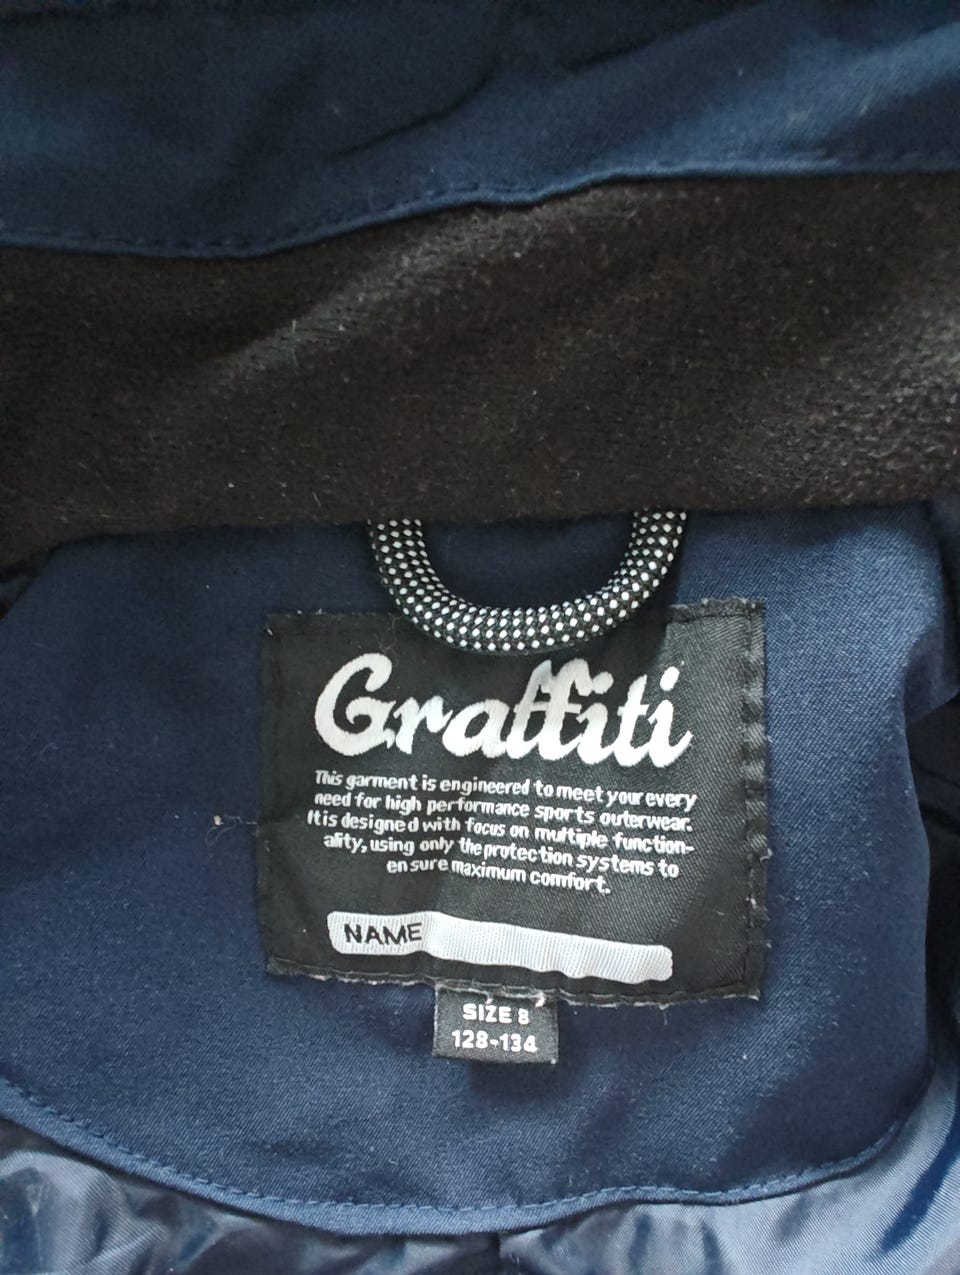 Graffiti
This garment is engineered to meet your every
need for high performance sports outerwear.
It is designed with focus on multiple function-
ality, using only the protection systems to
ensure maximum comfort.
NAME
SIZE 8
128-134